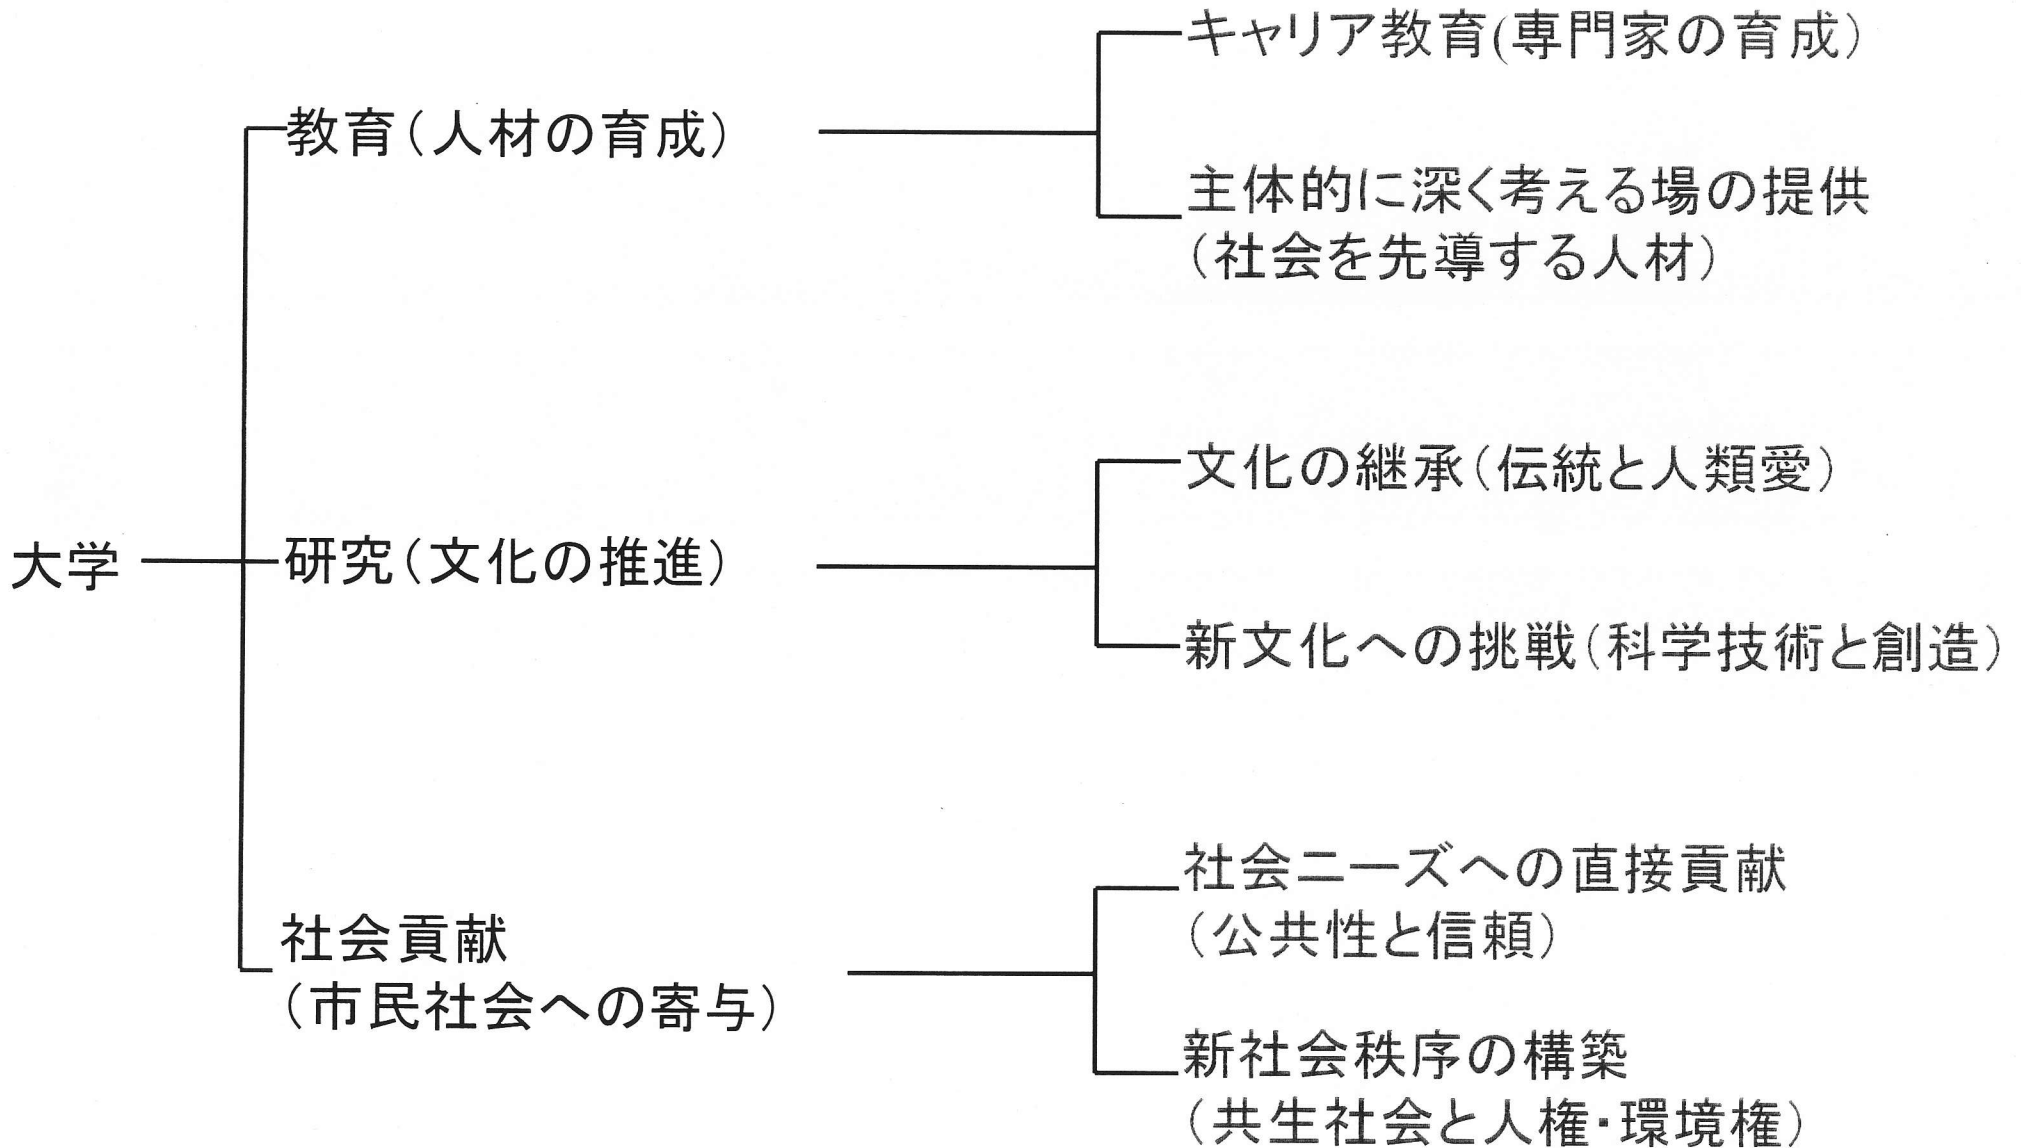 大学
教育(人材の育成)
キャリア教育(専門家の育成)
主体的に深く考える場の提供
(社会を先導する人材)
研究(文化の推進)
文化の継承(伝統と人類愛)
新文化への挑戦(科学技術と創造)
社会貢献
(市民社会への寄与)
社会ニーズへの直接貢献
(公共性と信頼)
新社会秩序の構築
(共生社会と人権・環境権)